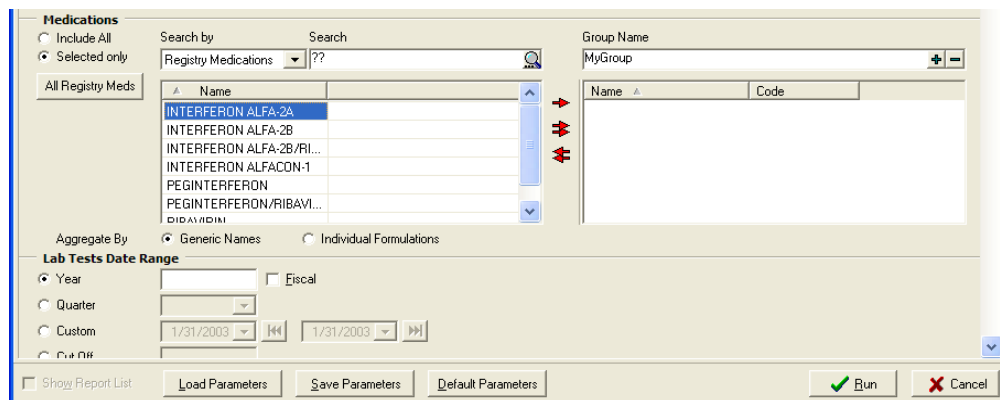 Medications
Include All
Search by Search Group Name
Selected only
Registry Medications ?? MyGroup
All Registry Meds
Name Name Code
INTERFERON ALFA-2A
INTERFERON ALFA-2B
INTERFERON ALFA-2B/RI...
INTERFERON ALFACON-1
PEGINTERFERON
PEGINTERFERON/RIBAVI...
RIBAVIRIN
Aggregate By Generic Names Individual Formulations
Lab Tests Date Range
Year Fiscal
Quarter
Custom 1/31/2003 1/31/2003
Cut Off
Show Report List Load Parameters Save Parameters Default Parameters Run Cancel